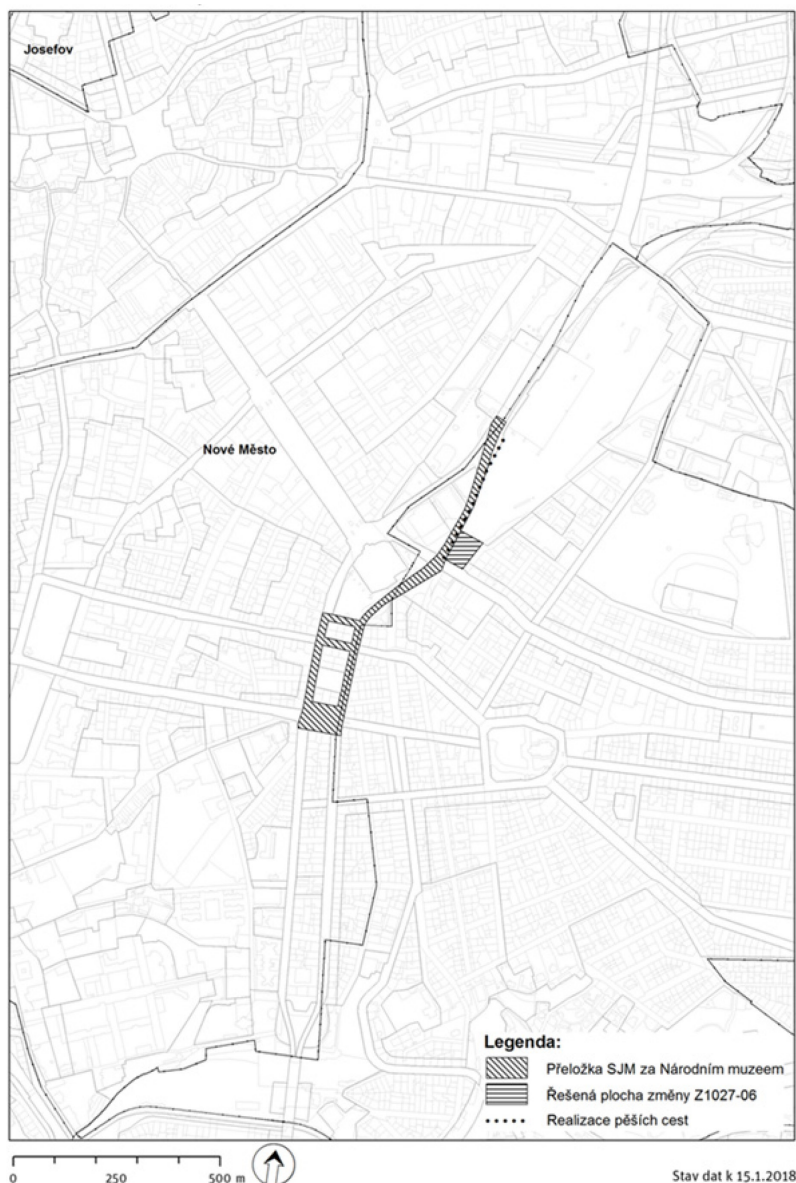 Josefov
Nové Město
Legenda:
Přeložka SJM za Národním muzeem
Řešená plocha změny Z1027-06
Realizace pěších cest
0 250 500 m
Stav dat k 15.1.2018